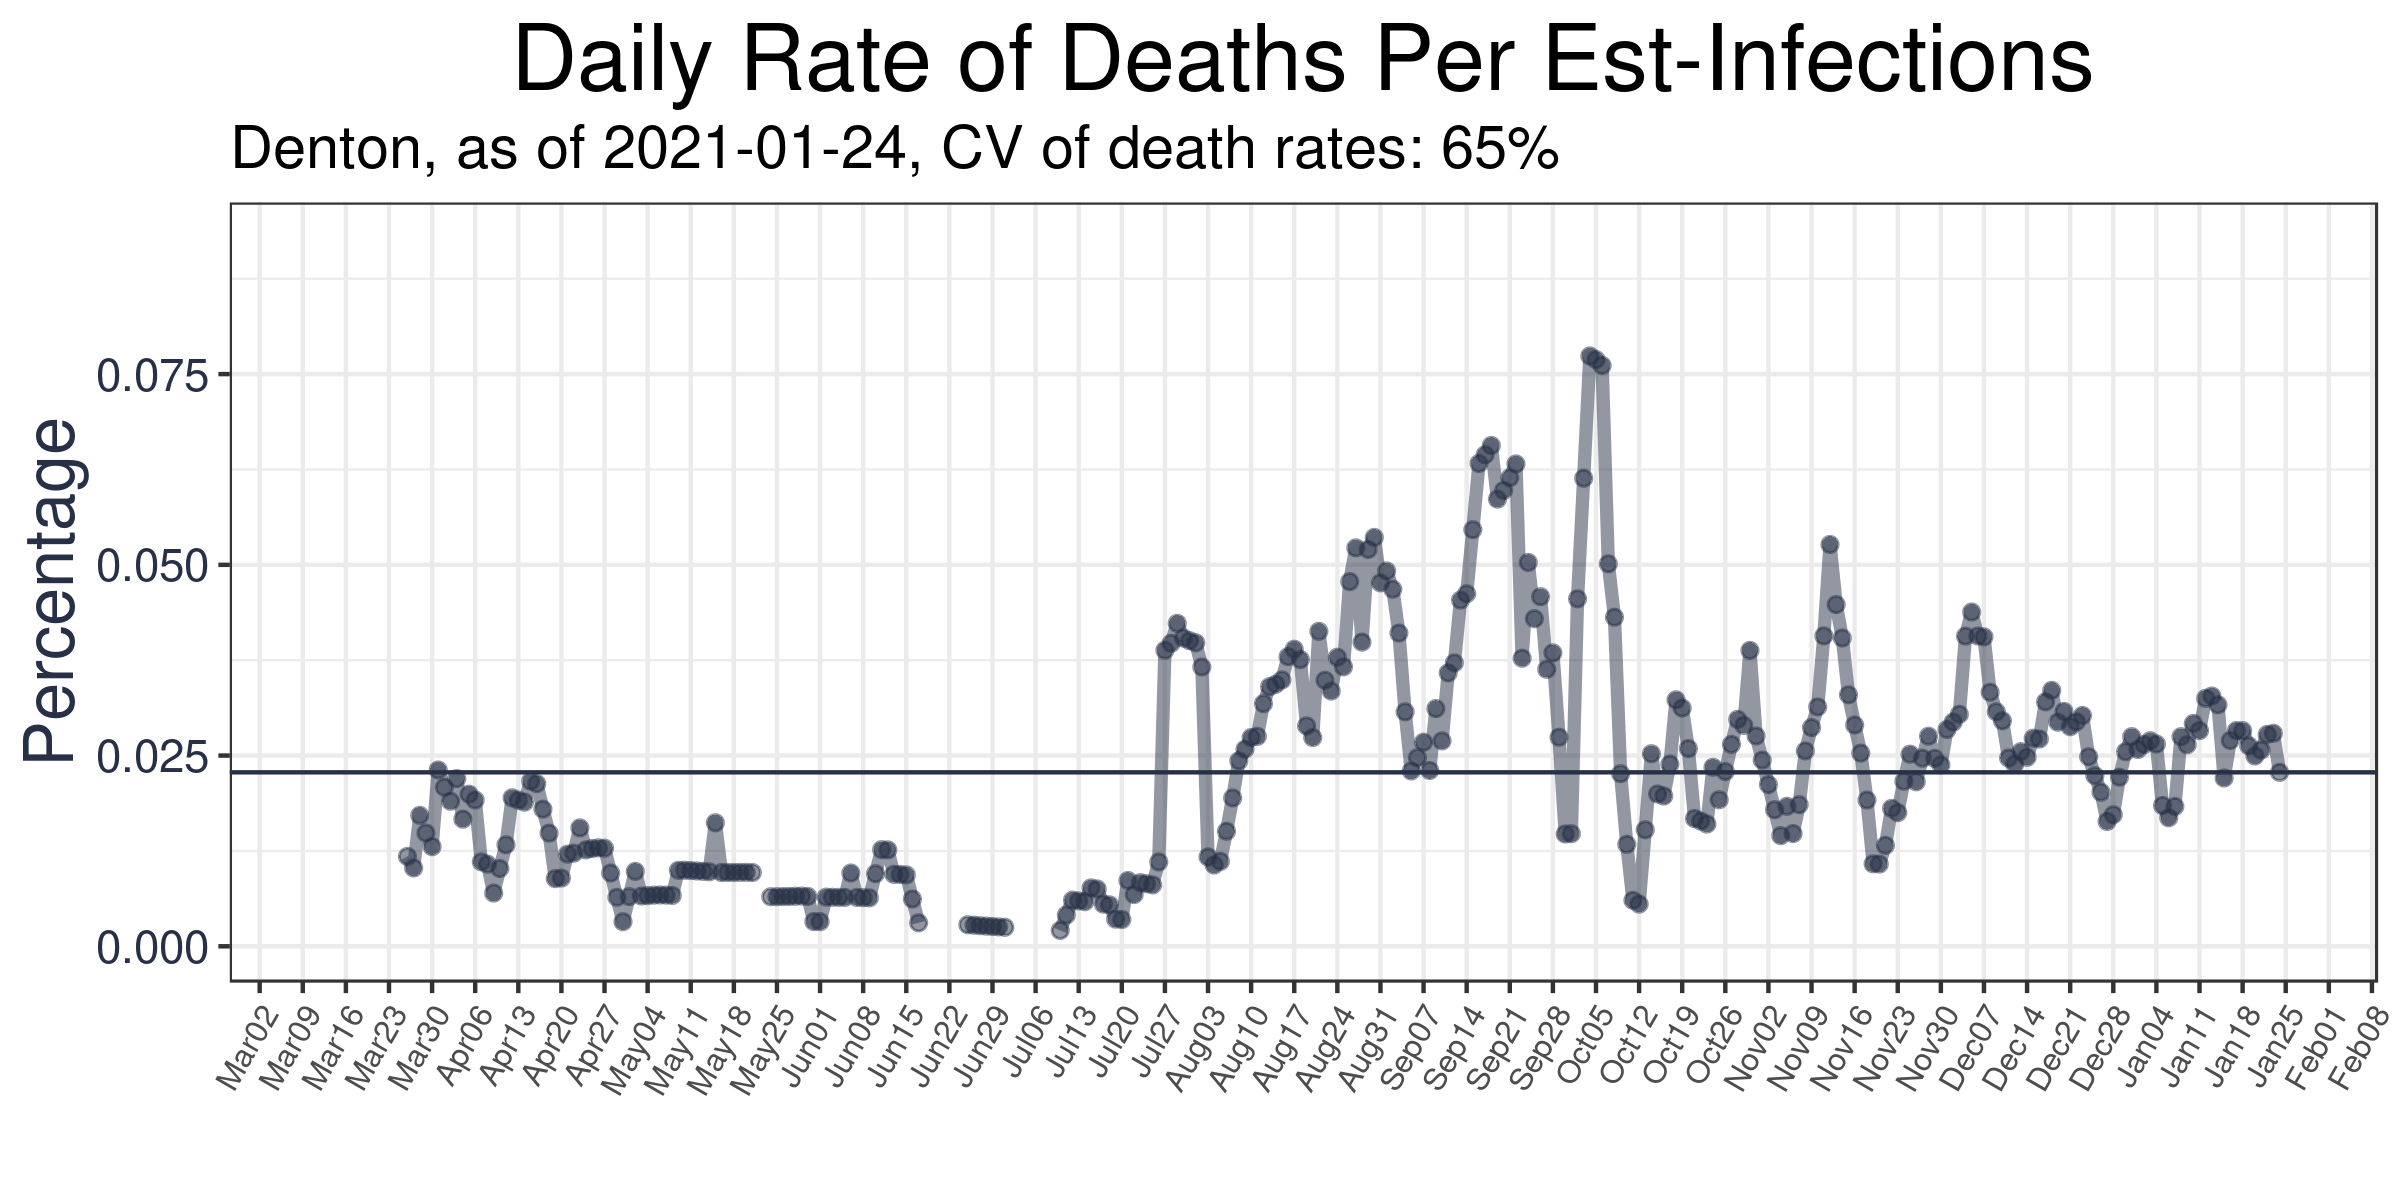 Daily Rate of Deaths Per Est-Infections
Denton, as of 2021-01-24, CV of death rates: 65%
Percentage
0.075
0.050
0.025
0.000
Mar02
Mar09
Mar16
Mar23
Mar30
Apr06
Apr13
Apr20
Apr27
May04
May11
May18
May25
Jun01
Jun08
Jun15
Jun22
Jun29
Jul06
Jul13
Jul20
Jul27
Aug03
Aug10
Aug17
Aug24
Aug31
Sep07
Sep14
Sep21
Sep28
Oct05
Oct12
Oct19
Oct26
Nov02
Nov09
Nov16
Nov23
Nov30
Dec07
Dec14
Dec21
Dec28
Jan04
Jan11
Jan18
Jan25
Feb01
Feb08